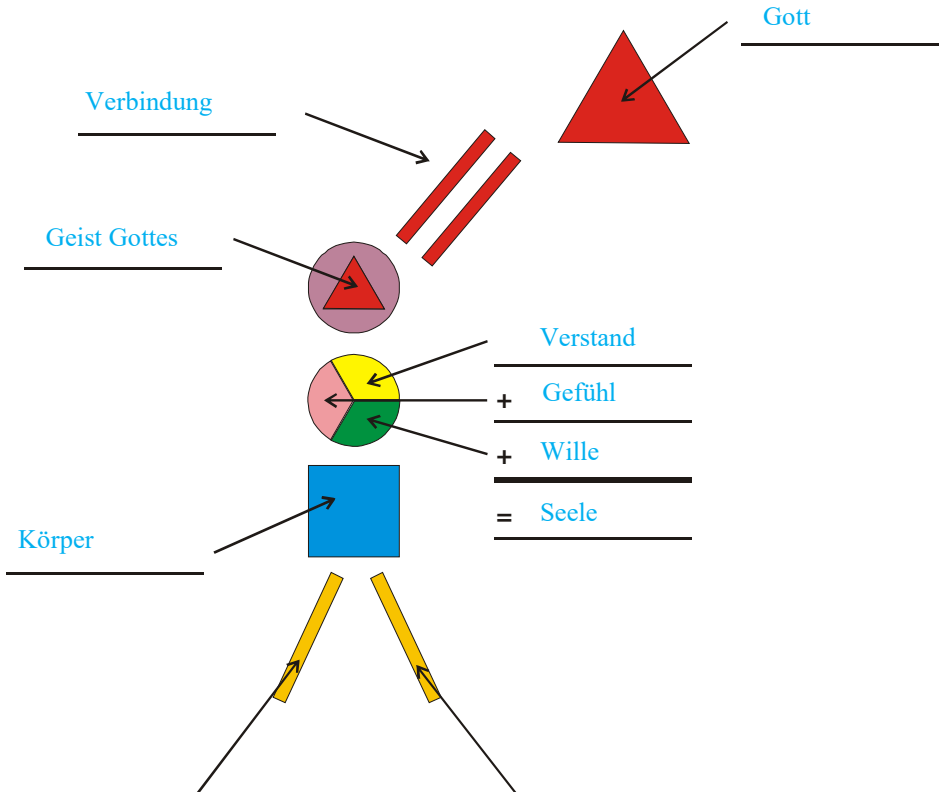 Gott
Verbindung
Geist Gottes
Verstand
+ Gefühl
+ Wille
= Seele
Körper